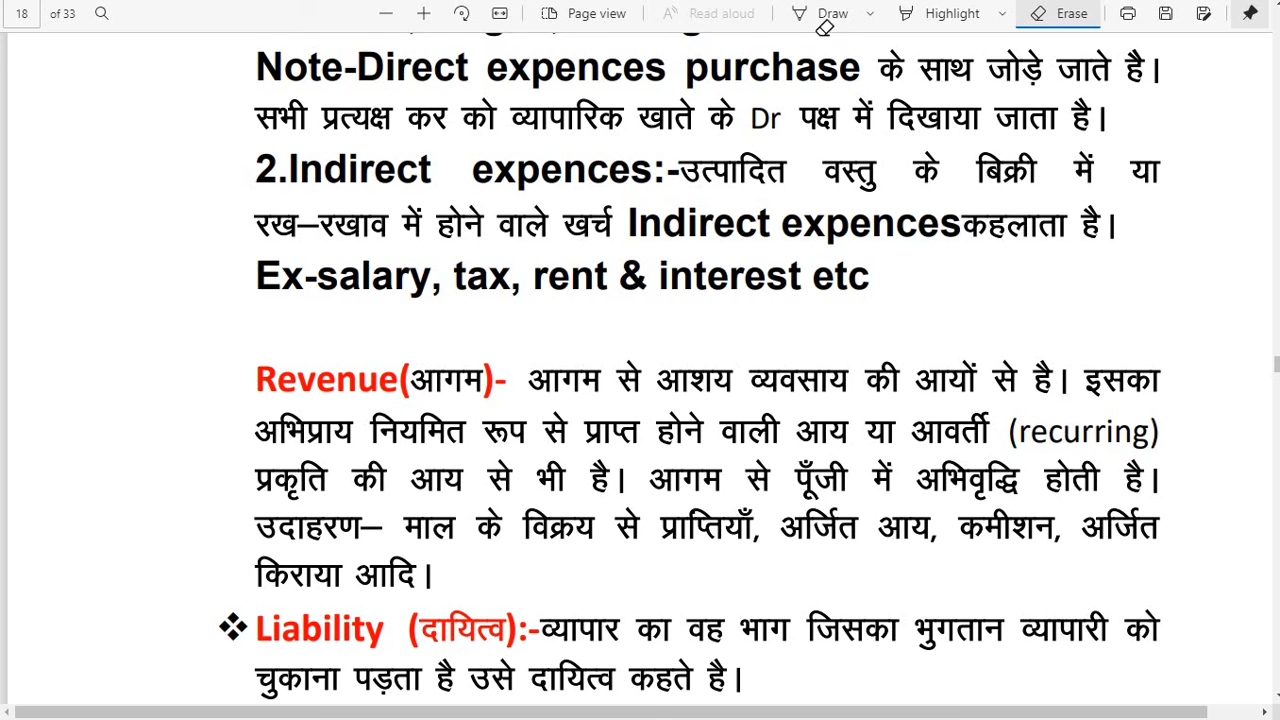 18 of 33 Page view Read aloud Draw Highlight Erase
Note-Direct expences purchase के साथ जोड़े जाते है।
सभी प्रत्यक्ष कर को व्यापारिक खाते के Dr पक्ष में दिखाया जाता है।
2.Indirect expences:-उत्पादित वस्तु के बिक्री में या
रख–रखाव में होने वाले खर्च Indirect expencesकहलाता है।
Ex-salary, tax, rent & interest etc
Revenue(आगम)- आगम से आशय व्यवसाय की आयों से है। इसका
अभिप्राय नियमित रूप से प्राप्त होने वाली आय या आवर्ती (recurring)
प्रकृति की आय से भी है। आगम से पूँजी में अभिवृद्धि होती है।
उदाहरण– माल के विक्रय से प्राप्तियाँ, अर्जित आय, कमीशन, अर्जित
किराया आदि।
❖ Liability (दायित्व):-व्यापार का वह भाग जिसका भुगतान व्यापारी को
चुकाना पड़ता है उसे दायित्व कहते है।